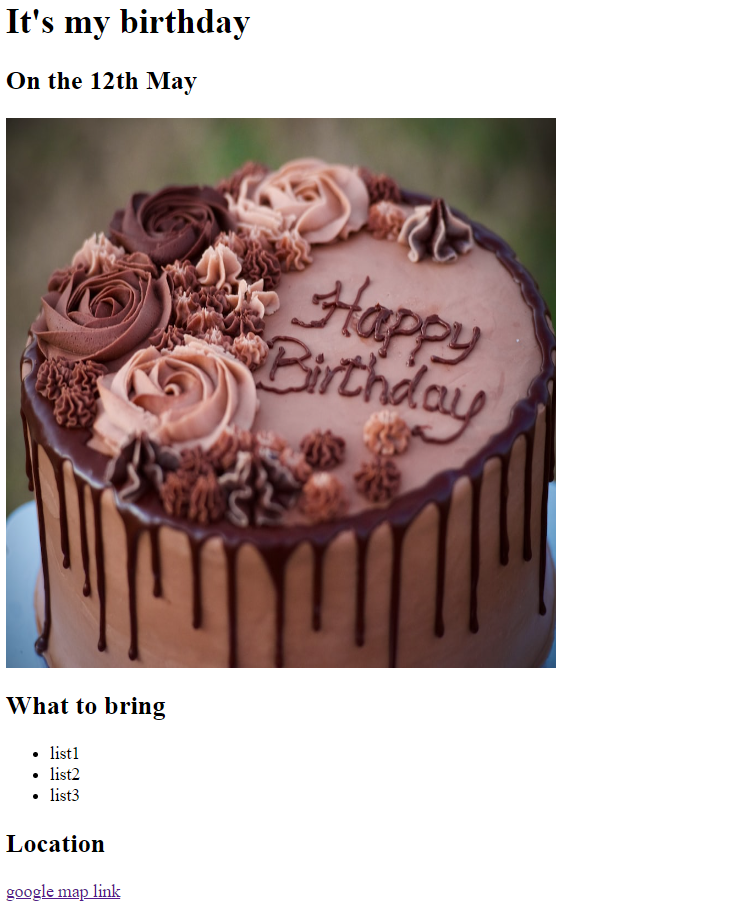 It's my birthday
On the 12th May
Happy
Birthday
What to bring
list1
list2
list3
Location
google map link